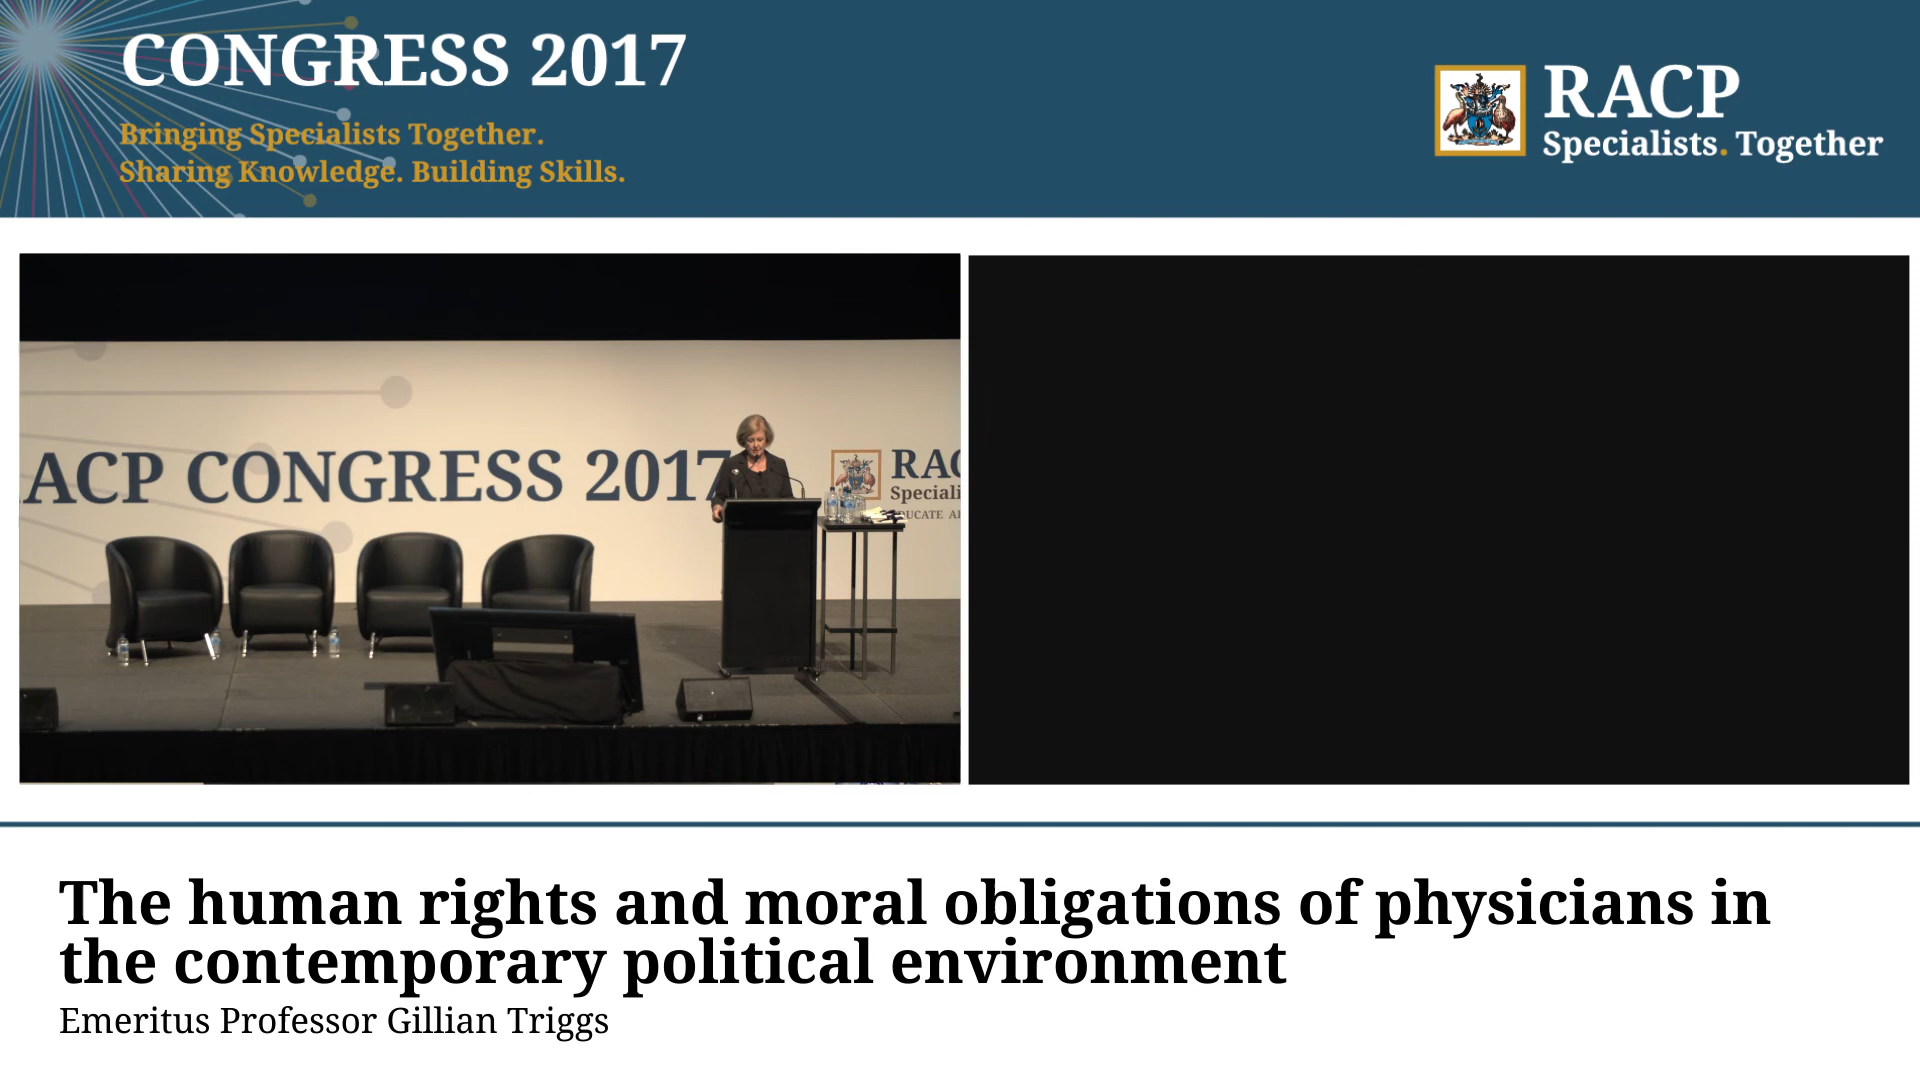 CONGRESS 2017
Bringing Specialists Together.
Sharing Knowledge. Building Skills.
RACP
Specialists. Together
ACP CONGRESS 2017
RAC
Speciali
DUCATE A
The human rights and moral obligations of physicians in
the contemporary political environment
Emeritus Professor Gillian Triggs